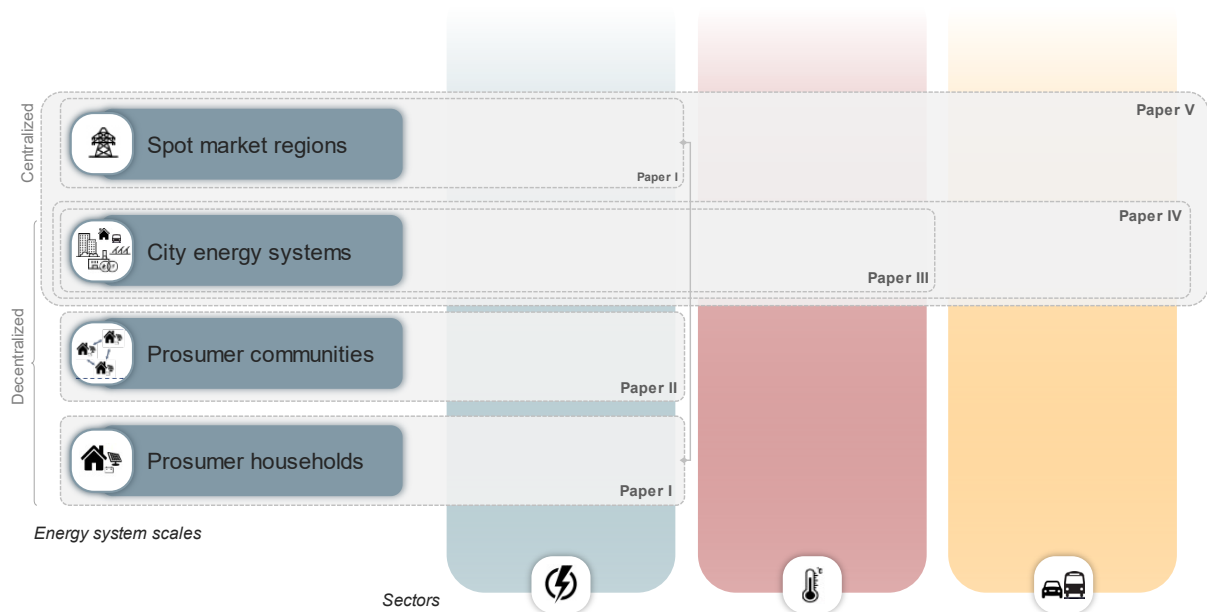 Centralized
Spot market regions
Paper I
Paper V
Decentralized
City energy systems
Paper III
Paper IV
Prosumer communities
Paper II
Prosumer households
Paper I
Energy system scales
Sectors